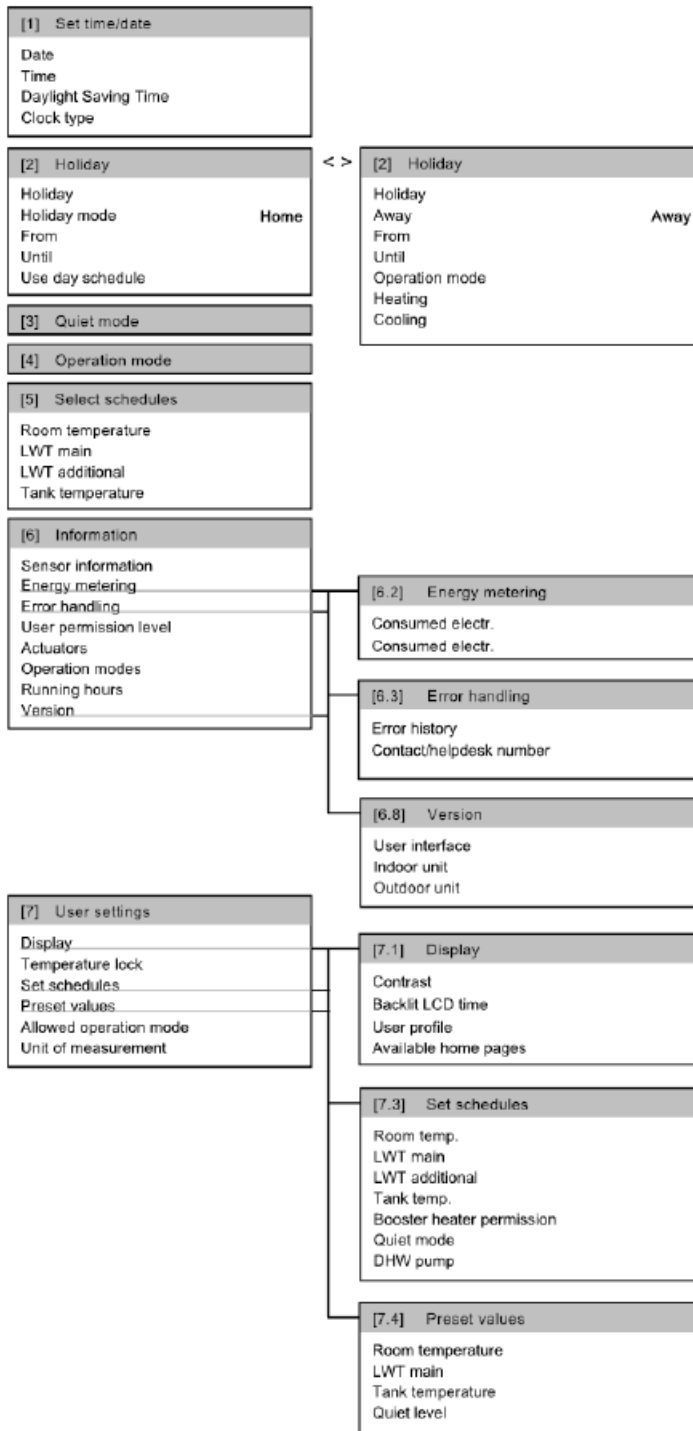 [1] Set time/date
Date
Time
Daylight Saving Time
Clock type
[2] Holiday
Holiday
Holiday mode Home
From
Until
Use day schedule
< >
[2] Holiday
Holiday
Away Away
From
Until
Operation mode
Heating
Cooling
[3] Quiet mode
[4] Operation mode
[5] Select schedules
Room temperature
LWT main
LWT additional
Tank temperature
[6] Information
Sensor information
Energy metering
Error handling
User permission level
Actuators
Operation modes
Running hours
Version
[6.2] Energy metering
Consumed electr.
Consumed electr.
[6.3] Error handling
Error history
Contact/helpdesk number
[6.8] Version
User interface
Indoor unit
Outdoor unit
[7] User settings
Display
Temperature lock
Set schedules
Preset values
Allowed operation mode
Unit of measurement
[7.1] Display
Contrast
Backlit LCD time
User profile
Available home pages
[7.3] Set schedules
Room temp.
LWT main
LWT additional
Tank temp.
Booster heater permission
Quiet mode
DHW pump
[7.4] Preset values
Room temperature
LWT main
Tank temperature
Quiet level